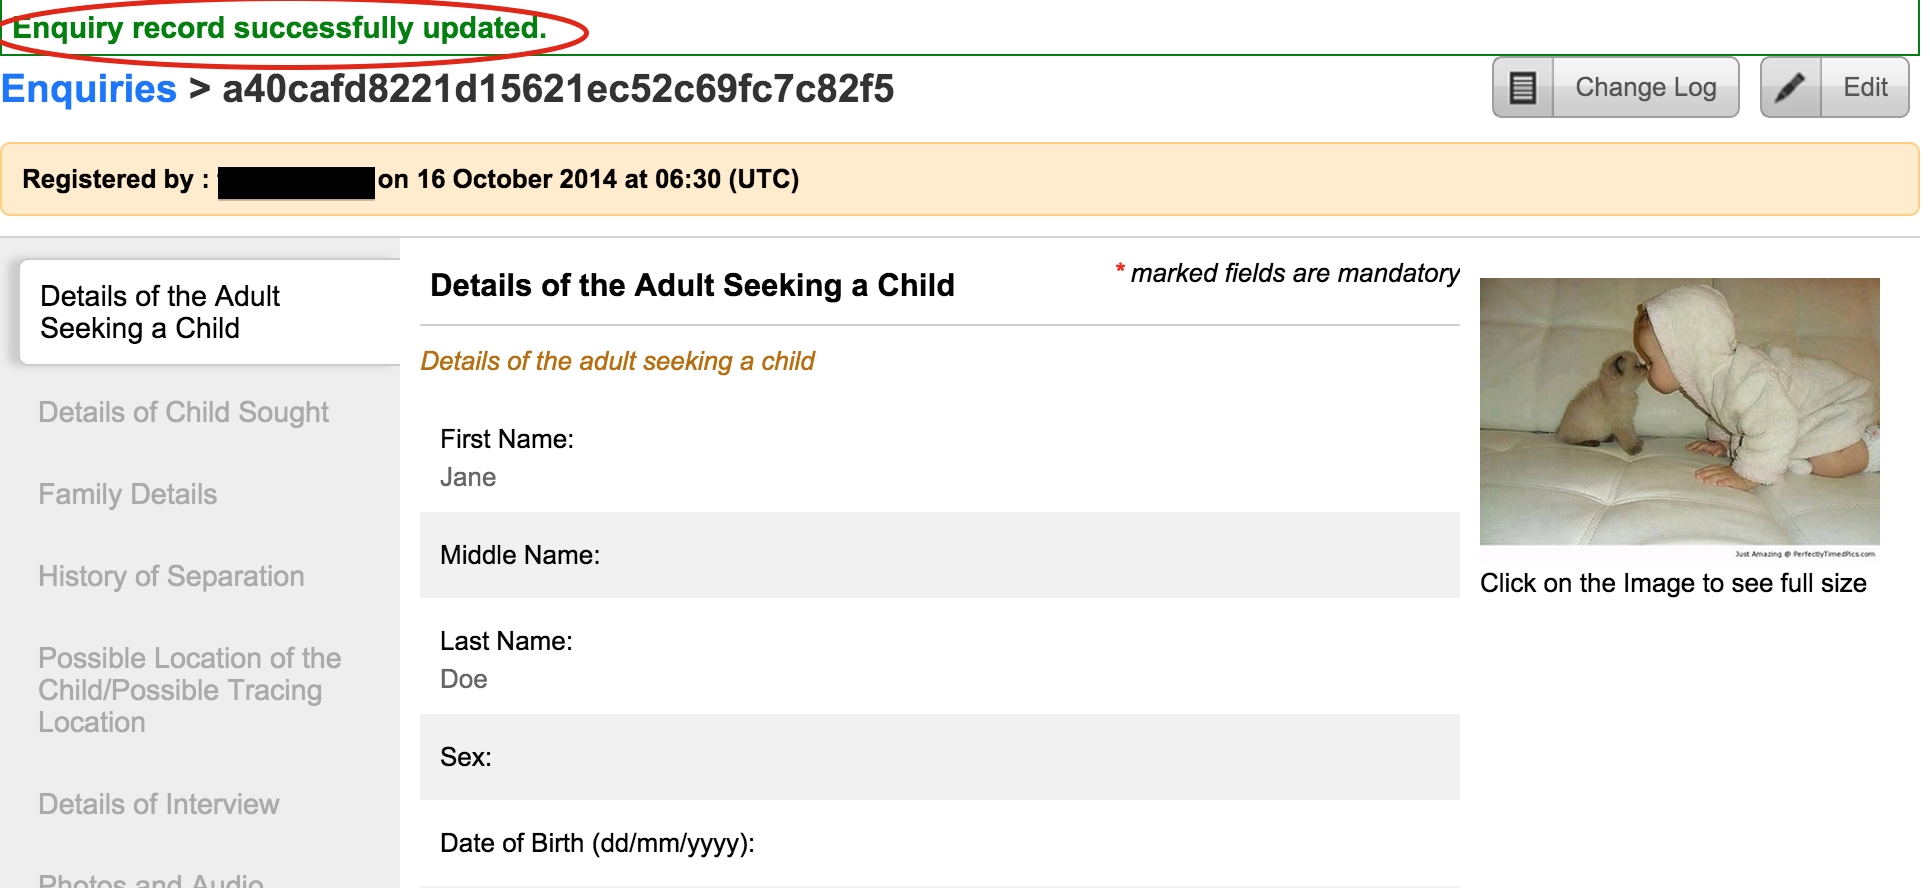 Enquiry record successfully updated.
Enquiries > a40cafd8221d15621ec52c69fc7c82f5
Change Log
Edit
Registered by : on 16 October 2014 at 06:30 (UTC)
Details of the Adult
Seeking a Child
Details of Child Sought
Family Details
History of Separation
Possible Location of the
Child/Possible Tracing
Location
Details of Interview
Photos and Audio
Details of the Adult Seeking a Child
* marked fields are mandatory
Details of the adult seeking a child
First Name:
Jane
Middle Name:
Last Name:
Doe
Sex:
Date of Birth (dd/mm/yyyy):
Just Amazing @ PerfectlyTimedPics.com
Click on the Image to see full size